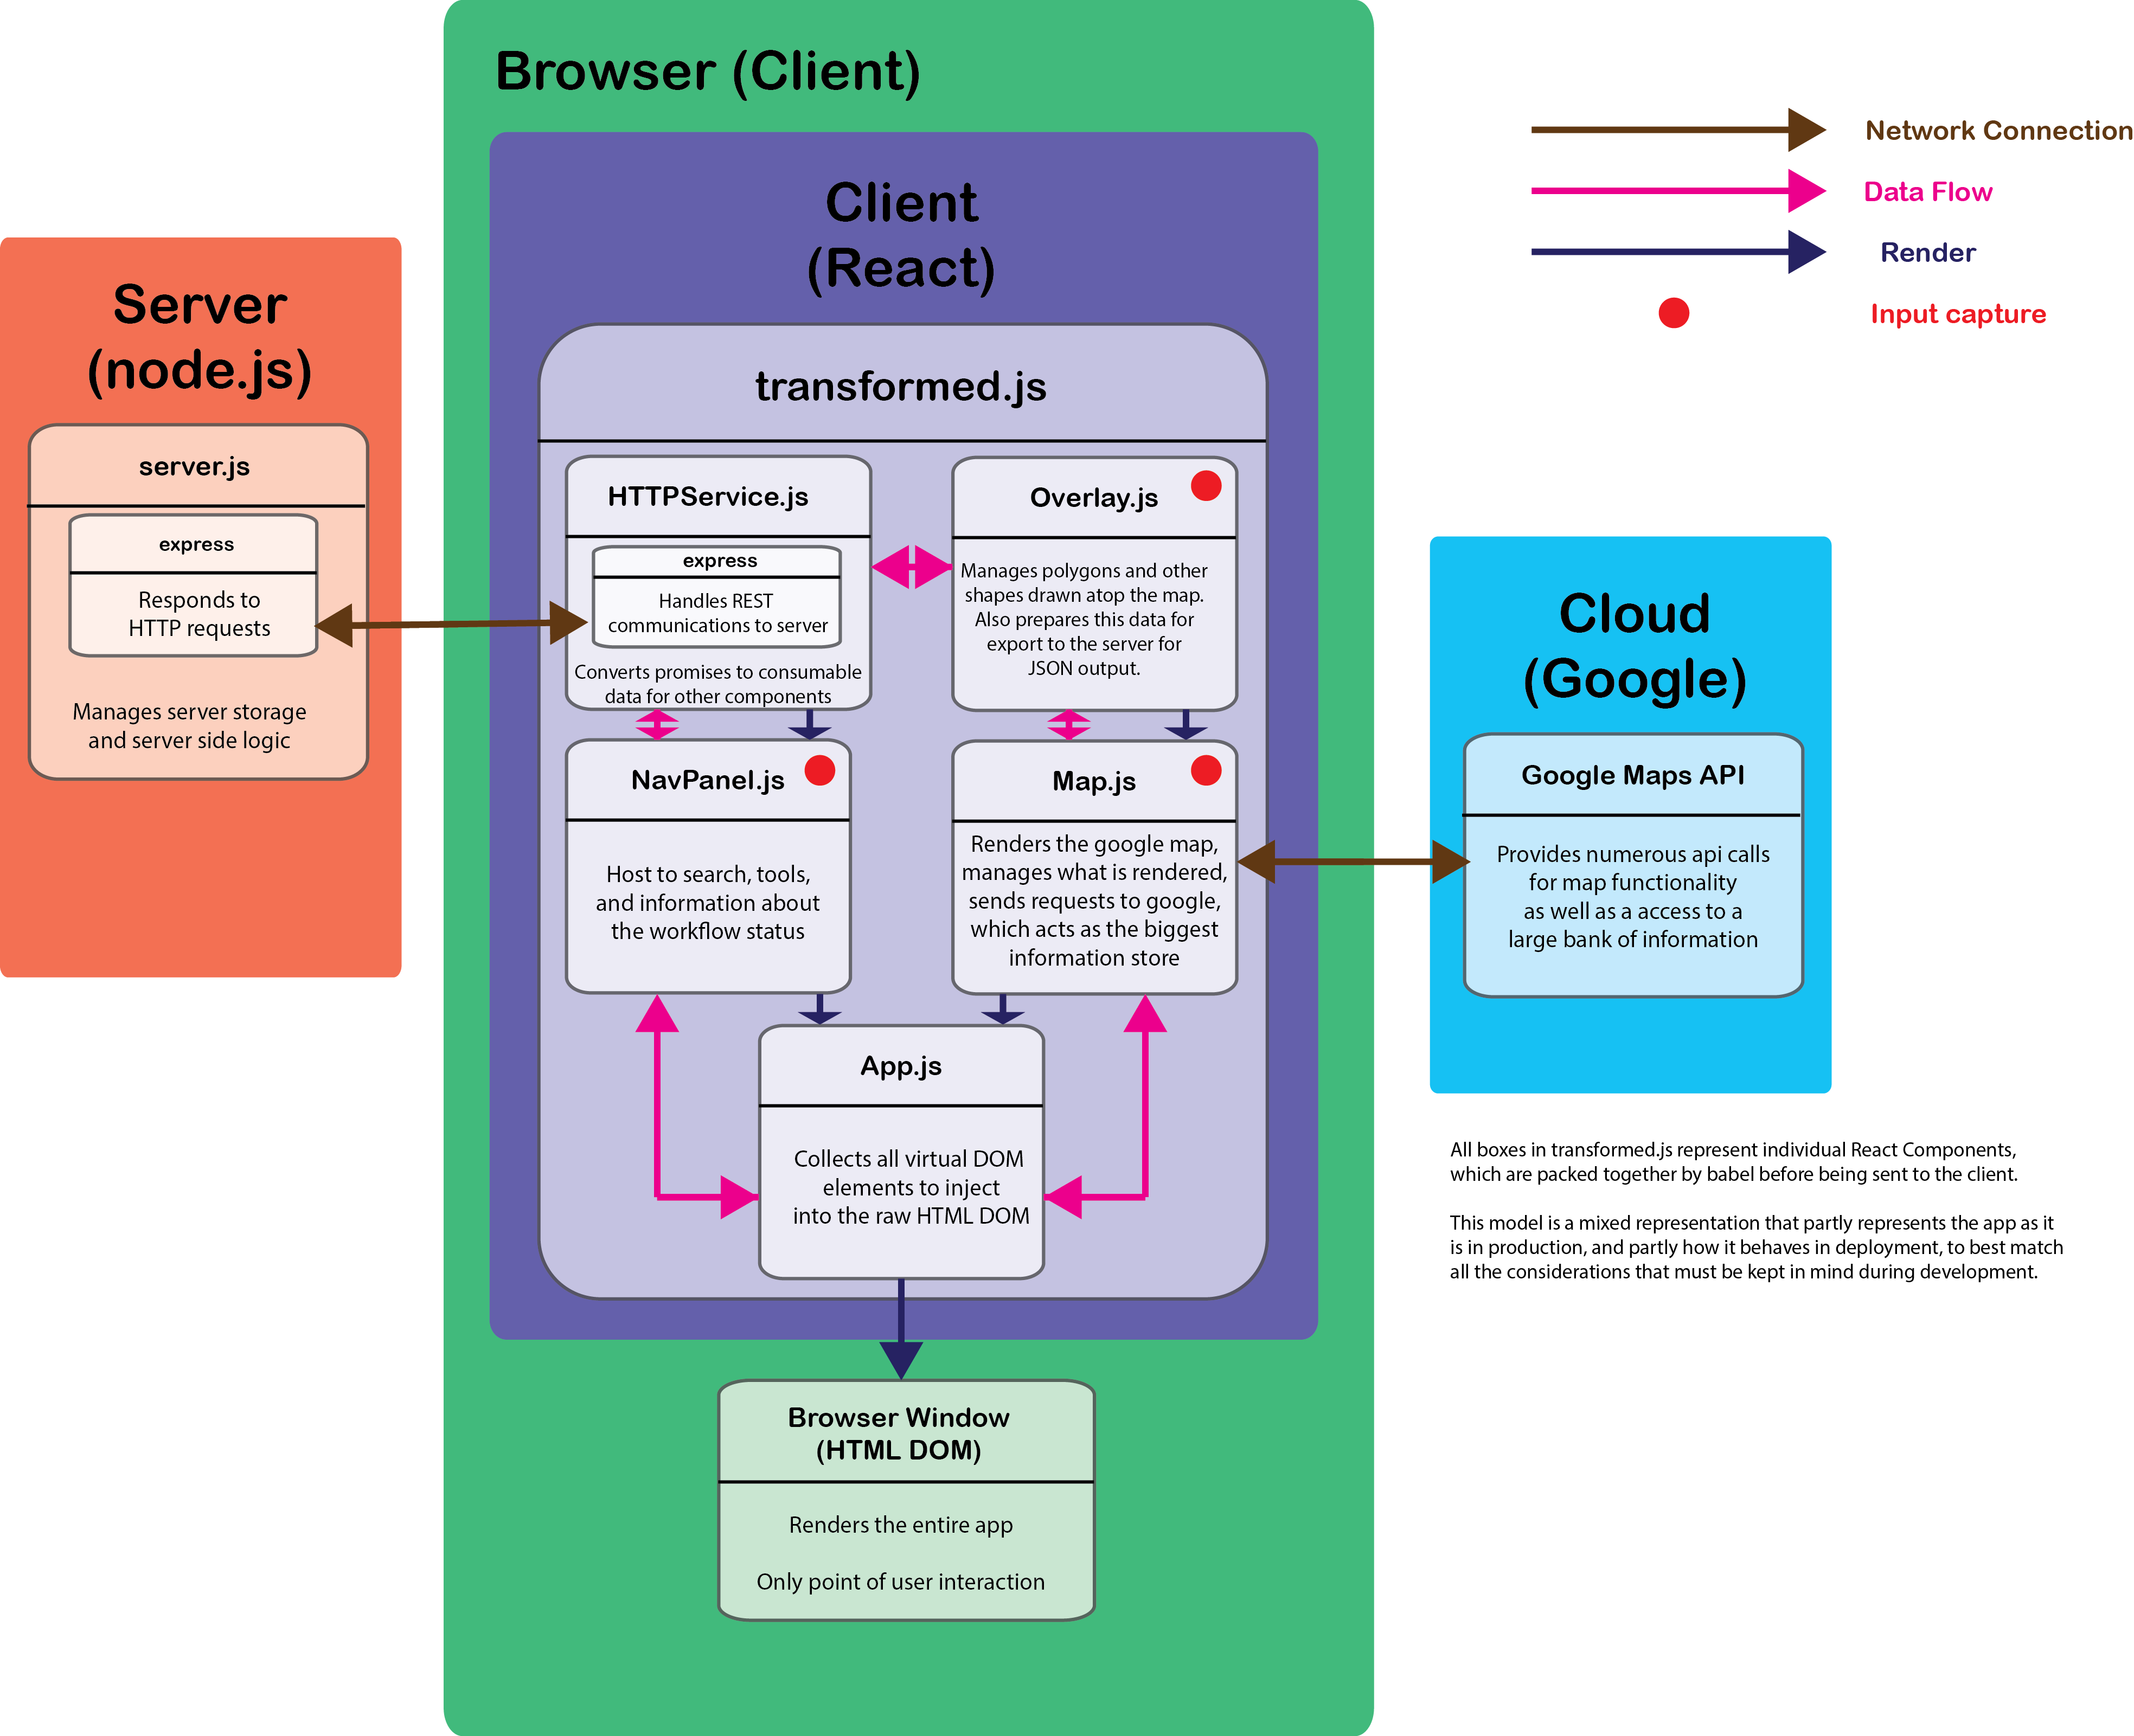 Browser (Client)
Network Connection
Data Flow
Render
Input capture
Client
(React)
Server
(node.js)
transformed.js
server.js
express
Responds to
HTTP requests
Manages server storage
and server side logic
HTTPService.js
express
Handles REST
communications to server
Converts promises to consumable
data for other components
Overlay.js
Manages polygons and other
shapes drawn atop the map.
Also prepares this data for
export to the server for
JSON output.
NavPanel.js
Host to search, tools,
and information about
the workflow status
Map.js
Renders the google map,
manages what is rendered,
sends requests to google,
which acts as the biggest
information store
Cloud
(Google)
Google Maps API
Provides numerous api calls
for map functionality
as well as a access to a
large bank of information
App.js
Collects all virtual DOM
elements to inject
into the raw HTML DOM
All boxes in transformed.js represent individual React Components,
which are packed together by babel before being sent to the client.
This model is a mixed representation that partly represents the app as it
is in production, and partly how it behaves in deployment, to best match
all the considerations that must be kept in mind during development.
Browser Window
(HTML DOM)
Renders the entire app
Only point of user interaction